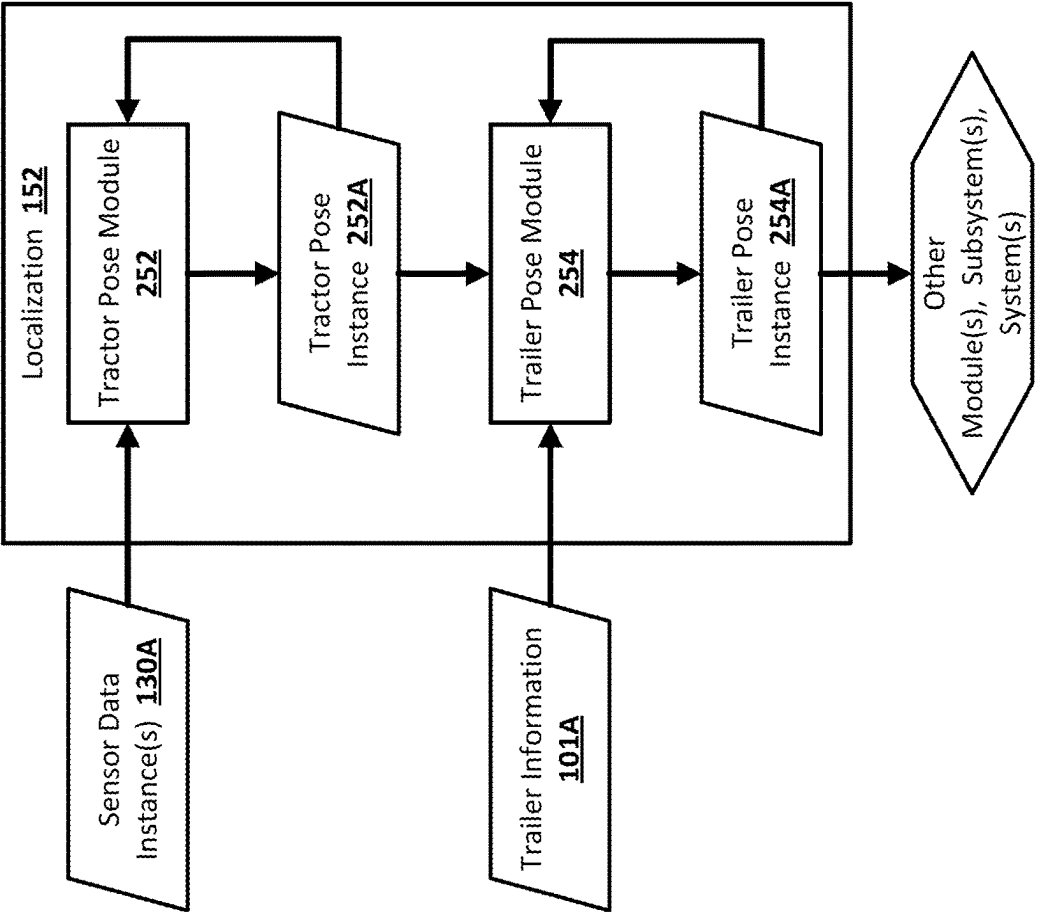 Localization 152
Sensor Data
Instance(s) 130A
Tractor Pose Module
252
Tractor Pose
Instance 252A
Trailer Information
101A
Trailer Pose Module
254
Trailer Pose
Instance 254A
Other
Module(s), Subsystem(s),
System(s)